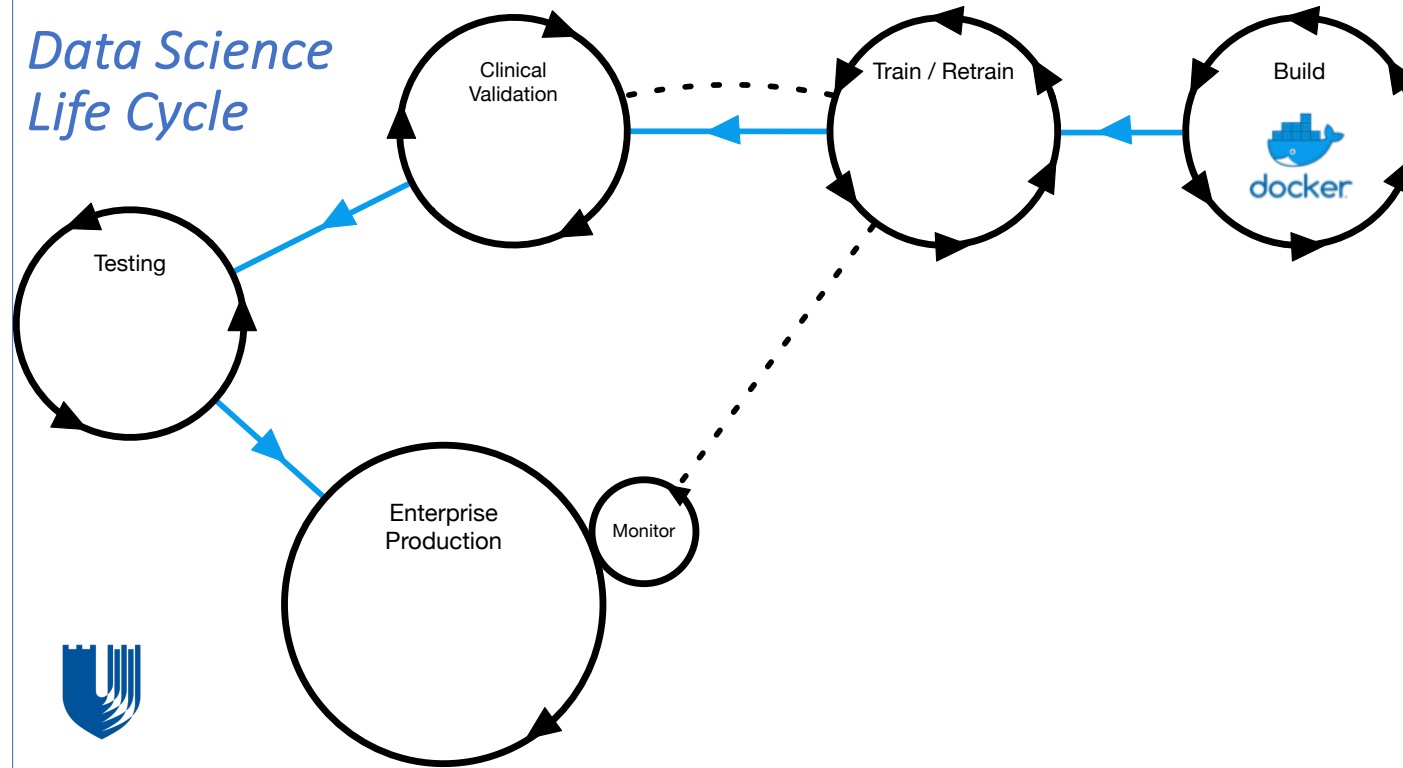 Data Science
Life Cycle
Clinical
Validation
Train / Retrain
Build
docker
Testing
Enterprise
Production
Monitor